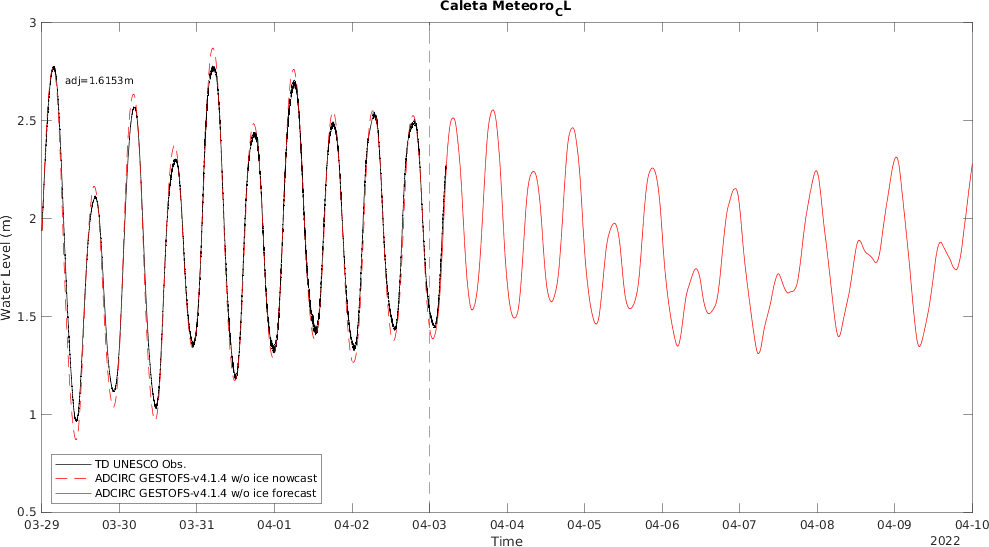 Caleta Meteoro_CL
adj=1.6153m
3
2.5
2
1.5
1
0.5
Water Level (m)
TD UNESCO Obs.
ADCIRC GESTOFS-v4.1.4 w/o ice nowcast
ADCIRC GESTOFS-v4.1.4 w/o ice forecast
03-29 03-30 03-31 04-01 04-02 04-03 04-04 04-05 04-06 04-07 04-08 04-09 04-10
Time
2022